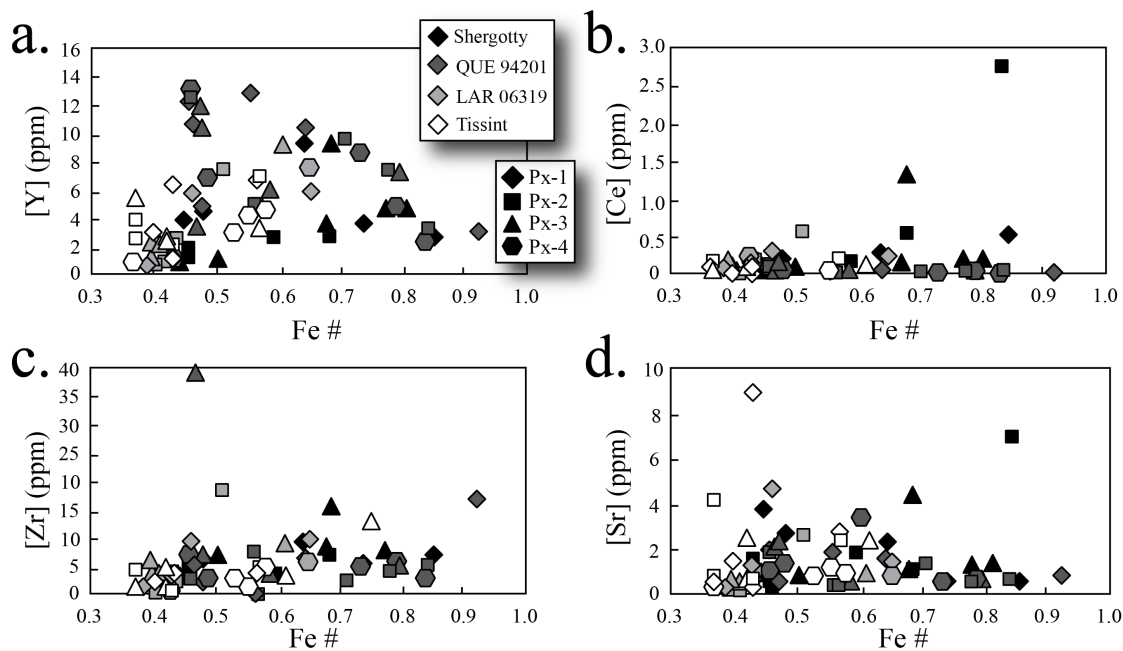 a.
[Y] (ppm)
16
14
12
10
8
6
4
2
0
0.3 0.4 0.5 0.6 0.7 0.8 0.9 1.0
Fe #
Shergotty
QUE 94201
LAR 06319
Tissint
Px-1
Px-2
Px-3
Px-4
b.
[Ce] (ppm)
3.0
2.5
2.0
1.5
1.0
0.5
0
0.3 0.4 0.5 0.6 0.7 0.8 0.9 1.0
Fe #
c.
[Zr] (ppm)
40
35
30
25
10
15
10
5
0
0.3 0.4 0.5 0.6 0.7 0.8 0.9 1.0
Fe #
d.
[Sr] (ppm)
10
8
6
4
2
0
0.3 0.4 0.5 0.6 0.7 0.8 0.9 1.0
Fe #